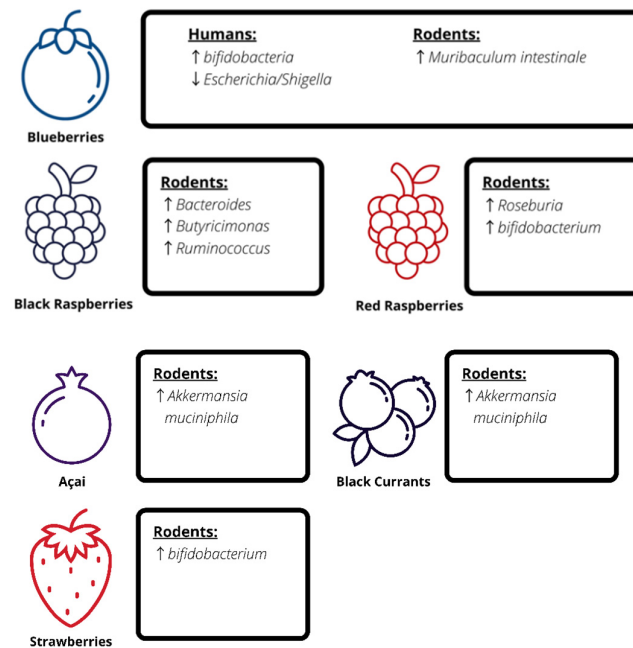 Humans:
↑ bifidobacteria
↓ Escherichia/Shigella
Rodents:
↑ Muribaculum intestinale
Blueberries
Rodents:
↑ Bacteroides
↑ Butyricimonas
↑ Ruminococcus
Black Raspberries
Rodents:
↑ Roseburia
↑ bifidobacterium
Red Raspberries
Rodents:
↑ Akkermansia
muciniphila
Açai
Rodents:
↑ Akkermansia
muciniphila
Black Currants
Rodents:
↑ bifidobacterium
Strawberries